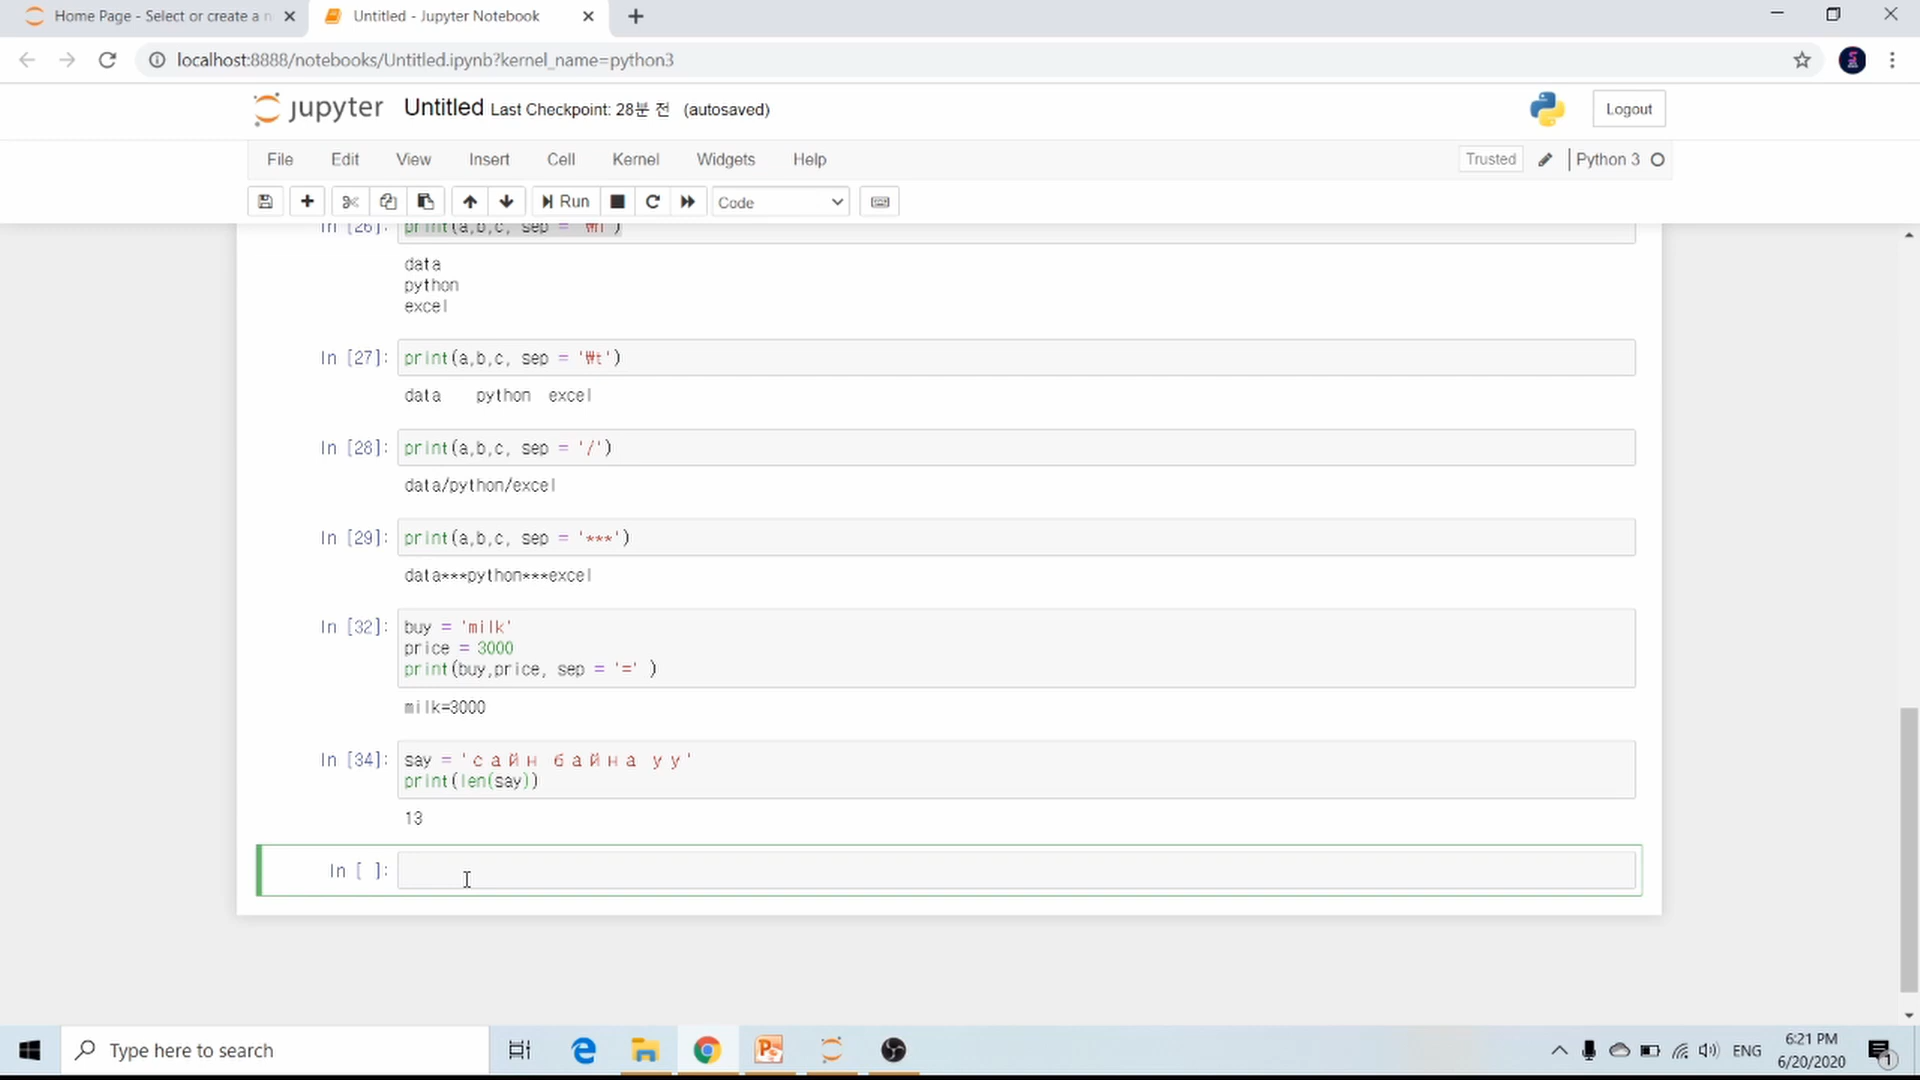 Home Page - Select or create a n
Untitled - Jupyter Notebook
localhost:8888/notebooks/Untitled.ipynb?kernel_name=python3
jupyter Untitled Last Checkpoint: 28분 전 (autosaved)
Logout
File Edit View Insert Cell Kernel Widgets Help
Trusted Python 3
Run Code
In [26]: print(a,b,c, sep = '₩n')
data
python
excel
In [27]: print(a,b,c, sep = '₩t')
data python excel
In [28]: print(a,b,c, sep = '/')
data/python/excel
In [29]: print(a,b,c, sep = '***')
data***python***excel
In [32]: buy = 'milk'
price = 3000
print(buy,price, sep = '=' )
milk=3000
In [34]: say = 'сайн байна уу'
print(len(say))
13
In [ ]:
Type here to search
ENG
6:21 PM
6/20/2020
1